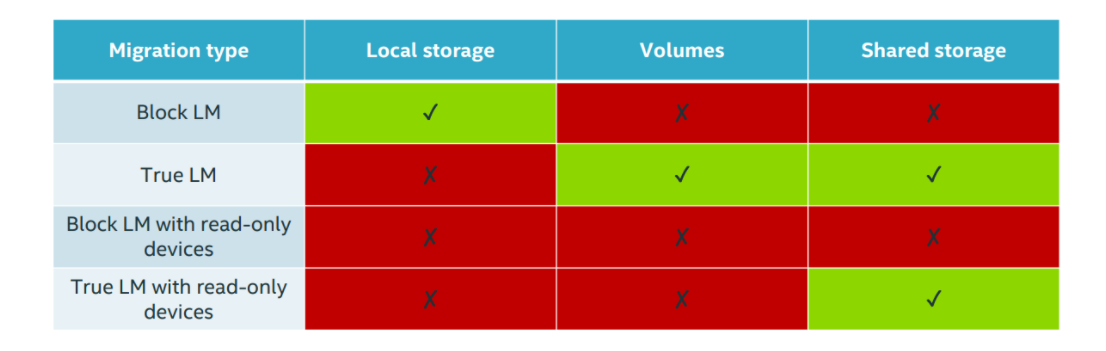 Migration type Local storage Volumes Shared storage
Block LM ✓ ✗ ✗
True LM ✗ ✓ ✓
Block LM with read-only
devices ✗ ✗ ✗
True LM with read-only
devices ✗ ✗ ✓